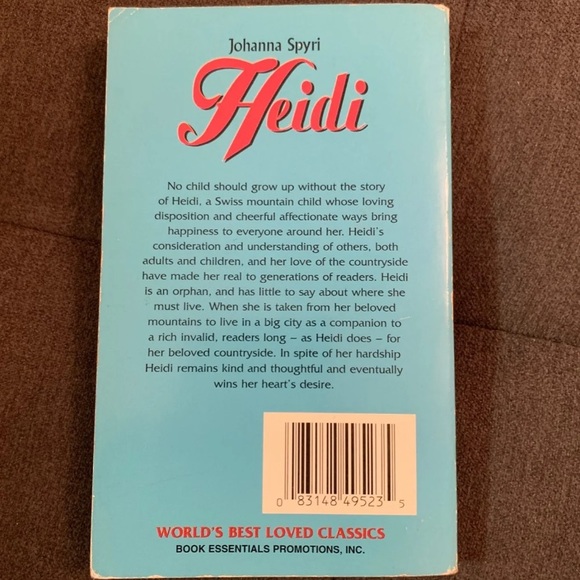 Johanna Spyri
Heidi
No child should grow up without the story
of Heidi, a Swiss mountain child whose loving
disposition and cheerful affectionate ways bring
happiness to everyone around her. Heidi's
consideration and understanding of others, both
adults and children, and her love of the countryside
have made her real to generations of readers. Heidi
is an orphan, and has little to say about where she
must live. When she is taken from her beloved
mountains to live in a big city as a companion to
a rich invalid, readers long – as Heidi does – for
her beloved countryside. In spite of her hardship
Heidi remains kind and thoughtful and eventually
wins her heart's desire.
0 83148 49523 5
WORLD'S BEST LOVED CLASSICS
BOOK ESSENTIALS PROMOTIONS, INC.